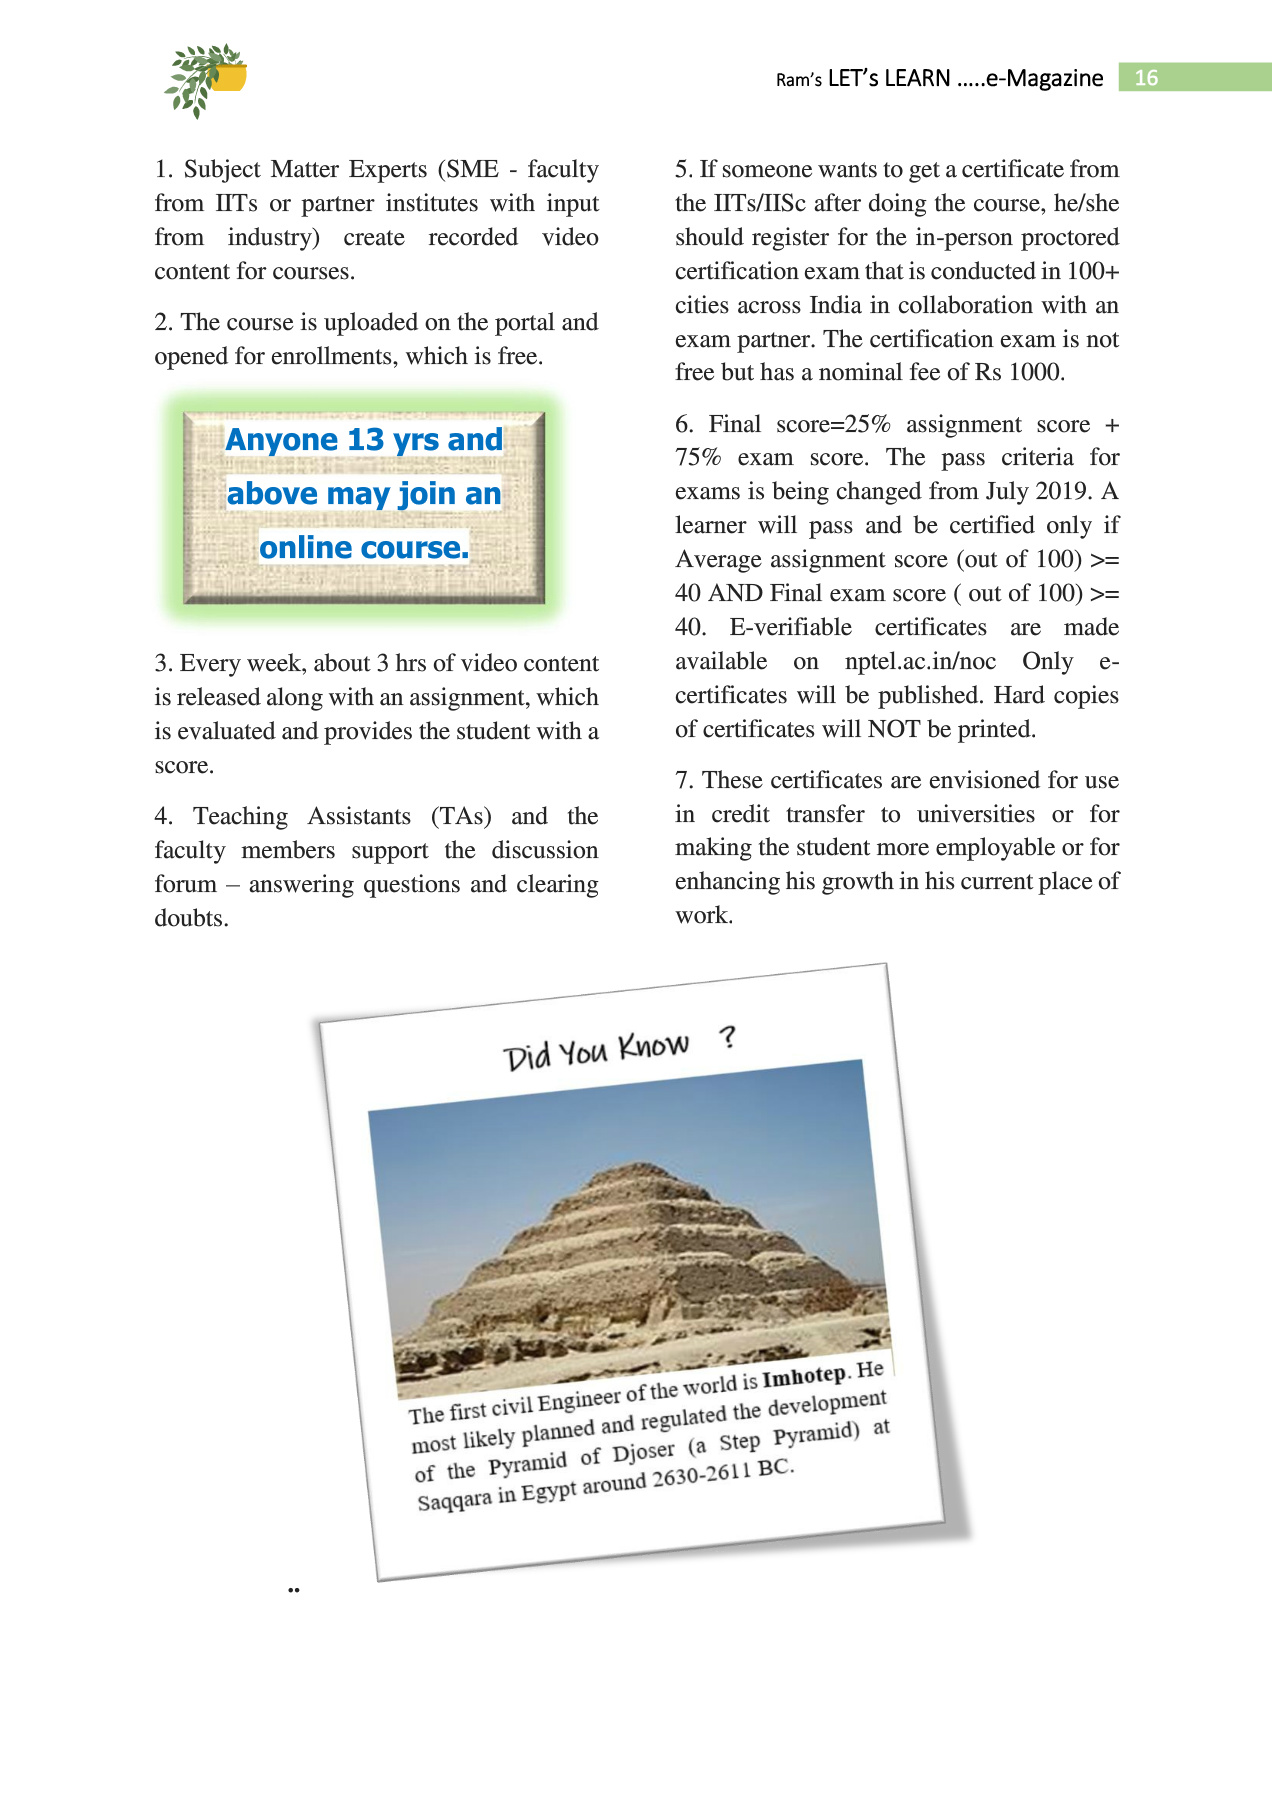 Ram's LET's LEARN .....e-Magazine 16
1. Subject Matter Experts (SME - faculty
from IITs or partner institutes with input
from industry) create recorded video
content for courses.
2. The course is uploaded on the portal and
opened for enrollments, which is free.
Anyone 13 yrs and
above may join an
online course.
3. Every week, about 3 hrs of video content
is released along with an assignment, which
is evaluated and provides the student with a
score.
4. Teaching Assistants (TAs) and the
faculty members support the discussion
forum – answering questions and clearing
doubts.
5. If someone wants to get a certificate from
the IITs/IISc after doing the course, he/she
should register for the in-person proctored
certification exam that is conducted in 100+
cities across India in collaboration with an
exam partner. The certification exam is not
free but has a nominal fee of Rs 1000.
6. Final score=25% assignment score +
75% exam score. The pass criteria for
exams is being changed from July 2019. A
learner will pass and be certified only if
Average assignment score (out of 100) >=
40 AND Final exam score ( out of 100) >=
40. E-verifiable certificates are made
available on nptel.ac.in/noc Only e-
certificates will be published. Hard copies
of certificates will NOT be printed.
7. These certificates are envisioned for use
in credit transfer to universities or for
making the student more employable or for
enhancing his growth in his current place of
work.
Did You Know ?
The first civil Engineer of the world is Imhotep. He
most likely planned and regulated the development
of the Pyramid of Djoser (a Step Pyramid) at
Saqqara in Egypt around 2630-2611 BC.
..